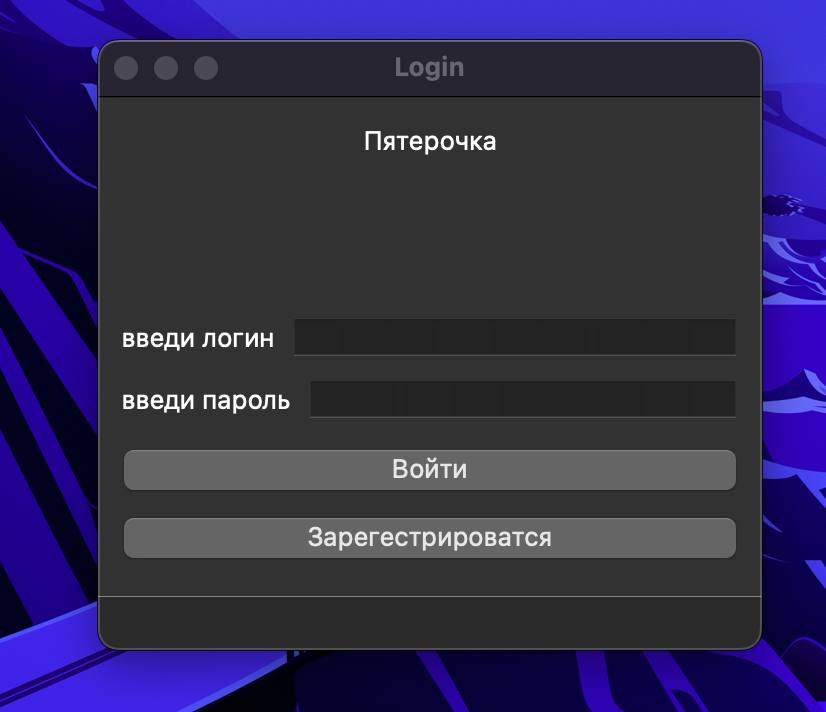 Login
Пятерочка
введи логин
введи пароль
Войти
Зарегестрироватся